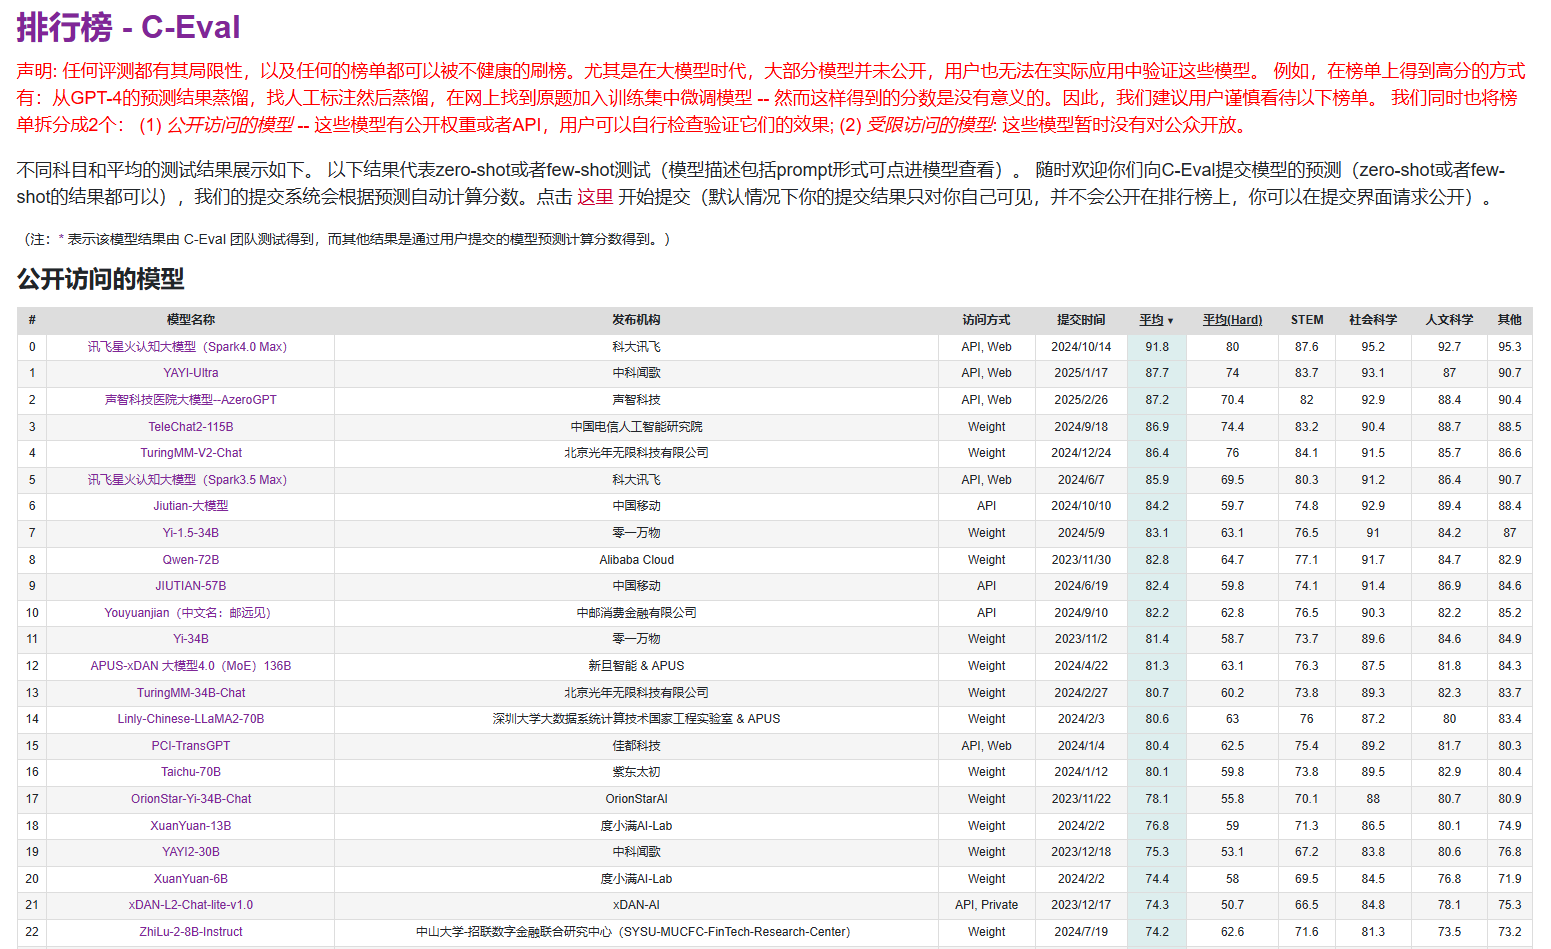 排行榜 - C-Eval
声明: 任何评测都有其局限性，以及任何的榜单都可以被不健康的刷榜。尤其是在大模型时代，大部分模型并未公开，用户也无法在实际应用中验证这些模型。 例如，在榜单上得到高分的方式
有：从GPT-4的预测结果蒸馏，找人工标注然后蒸馏，在网上找到原题加入训练集中微调模型 -- 然而这样得到的分数是没有意义的。因此，我们建议用户谨慎看待以下榜单。 我们同时也将榜
单拆分成2个： (1) 公开访问的模型 -- 这些模型有公开权重或者API，用户可以自行检查验证它们的效果; (2) 受限访问的模型: 这些模型暂时没有对公众开放。
不同科目和平均的测试结果展示如下。 以下结果代表zero-shot或者few-shot测试（模型描述包括prompt形式可点进模型查看）。 随时欢迎你们向C-Eval提交模型的预测（zero-shot或者few-
shot的结果都可以），我们的提交系统会根据预测自动计算分数。点击 这里 开始提交（默认情况下你的提交结果只对你自己可见，并不会公开在排行榜上，你可以在提交界面请求公开）。
（注：* 表示该模型结果由 C-Eval 团队测试得到，而其他结果是通过用户提交的模型预测计算分数得到。）
公开访问的模型
# 模型名称 发布机构 访问方式 提交时间 平均 ▼ 平均(Hard) STEM 社会科学 人文科学 其他
0 讯飞星火认知大模型（Spark4.0 Max） 科大讯飞 API, Web 2024/10/14 91.8 80 87.6 95.2 92.7 95.3
1 YAYI-Ultra 中科闻歌 API, Web 2025/1/17 87.7 74 83.7 93.1 87 90.7
2 声智科技医院大模型--AzeroGPT 声智科技 API, Web 2025/2/26 87.2 70.4 82 92.9 88.4 90.4
3 TeleChat2-115B 中国电信人工智能研究院 Weight 2024/9/18 86.9 74.4 83.2 90.4 88.7 88.5
4 TuringMM-V2-Chat 北京光年无限科技有限公司 Weight 2024/12/24 86.4 76 84.1 91.5 85.7 86.6
5 讯飞星火认知大模型（Spark3.5 Max） 科大讯飞 API, Web 2024/6/7 85.9 69.5 80.3 91.2 86.4 90.7
6 Jiutian-大模型 中国移动 API 2024/10/10 84.2 59.7 74.8 92.9 89.4 88.4
7 Yi-1.5-34B 零一万物 Weight 2024/5/9 83.1 63.1 76.5 91 84.2 87
8 Qwen-72B Alibaba Cloud Weight 2023/11/30 82.8 64.7 77.1 91.7 84.7 82.9
9 JIUTIAN-57B 中国移动 API 2024/6/19 82.4 59.8 74.1 91.4 86.9 84.6
10 Youyuanjian（中文名：邮远见） 中邮消费金融有限公司 API 2024/9/10 82.2 62.8 76.5 90.3 82.2 85.2
11 Yi-34B 零一万物 Weight 2023/11/2 81.4 58.7 73.7 89.6 84.6 84.9
12 APUS-xDAN 大模型4.0（MoE）136B 新旦智能 & APUS Weight 2024/4/22 81.3 63.1 76.3 87.5 81.8 84.3
13 TuringMM-34B-Chat 北京光年无限科技有限公司 Weight 2024/2/27 80.7 60.2 73.8 89.3 82.3 83.7
14 Linly-Chinese-LLaMA2-70B 深圳大学大数据系统计算技术国家工程实验室 & APUS Weight 2024/2/3 80.6 63 76 87.2 80 83.4
15 PCI-TransGPT 佳都科技 API, Web 2024/1/4 80.4 62.5 75.4 89.2 81.7 80.3
16 Taichu-70B 紫东太初 Weight 2024/1/12 80.1 59.8 73.8 89.5 82.9 80.4
17 OrionStar-Yi-34B-Chat OrionStarAI Weight 2023/11/22 78.1 55.8 70.1 88 80.7 80.9
18 XuanYuan-13B 度小满AI-Lab Weight 2024/2/2 76.8 59 71.3 86.5 80.1 74.9
19 YAYI2-30B 中科闻歌 Weight 2023/12/18 75.3 53.1 67.2 83.8 80.6 76.8
20 XuanYuan-6B 度小满AI-Lab Weight 2024/2/2 74.4 58 69.5 84.5 76.8 71.9
21 xDAN-L2-Chat-lite-v1.0 xDAN-AI API, Private 2023/12/17 74.3 50.7 66.5 84.8 78.1 75.3
22 ZhiLu-2-8B-Instruct 中山大学-招联数字金融联合研究中心（SYSU-MUCFC-FinTech-Research-Center） Weight 2024/7/19 74.2 62.6 71.6 81.3 73.5 73.2